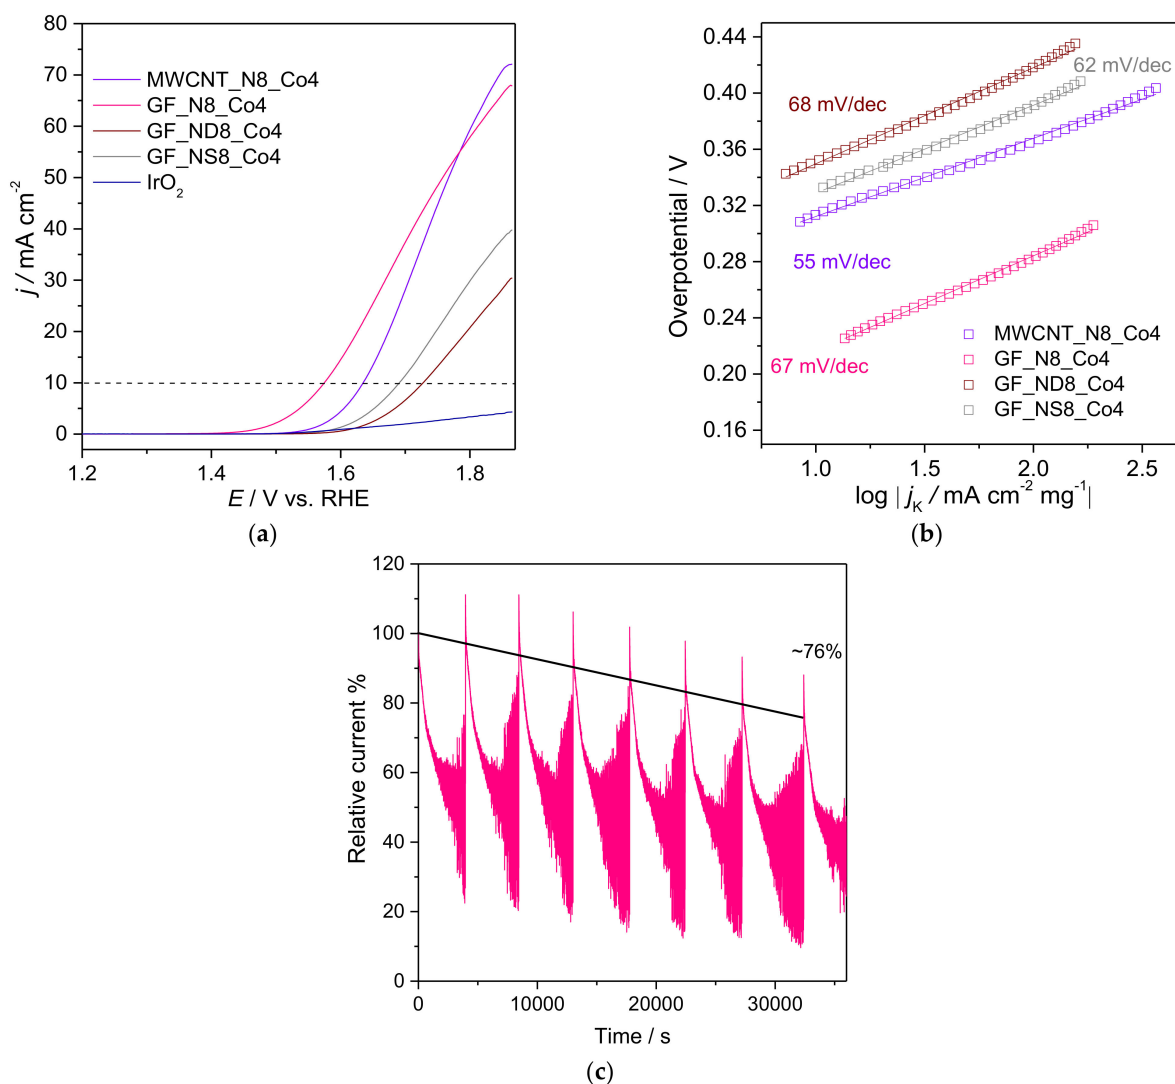 80
70
60
50
40
30
20
10
0
j / mA cm⁻²
MWCNT_N8_Co4
GF_N8_Co4
GF_ND8_Co4
GF_NS8_Co4
IrO₂
1.2 1.4 1.6 1.8
E / V vs. RHE
(a)
0.44
0.40
0.36
0.32
0.28
0.24
0.20
0.16
Overpotential / V
62 mV/dec
68 mV/dec
55 mV/dec
67 mV/dec
MWCNT_N8_Co4
GF_N8_Co4
GF_ND8_Co4
GF_NS8_Co4
1.0 1.5 2.0 2.5
log | jK / mA cm⁻² mg⁻¹|
(b)
120
100
80
60
40
20
0
Relative current %
~76%
0 10000 20000 30000
Time / s
(c)